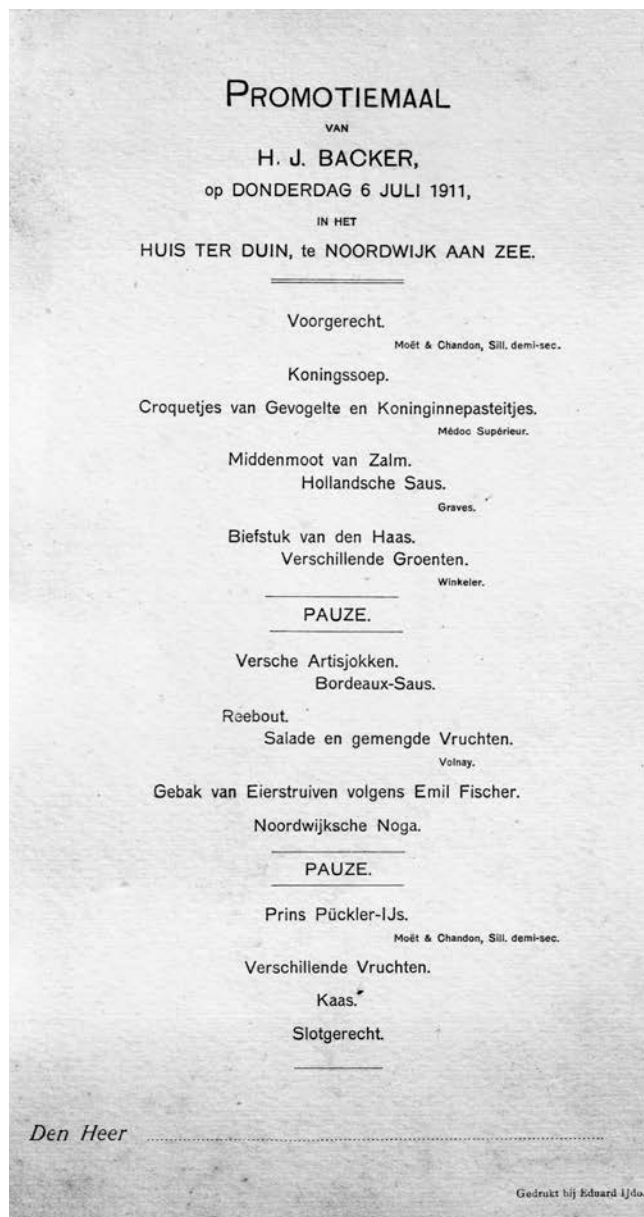 PROMOTIEMAAL
VAN
H. J. BACKER,
op DONDERDAG 6 JULI 1911,
IN HET
HUIS TER DUIN, te NOORDWIJK AAN ZEE.
Voorgerecht.
Moët & Chandon, Sill. demi-sec.
Koningssoep.
Croquetjes van Gevogelte en Koninginnepasteitjes.
Médoc Supérieur.
Middenmoot van Zalm.
Hollandsche Saus.
Graves.
Biefstuk van den Haas.
Verschillende Groenten.
Winkeler.
PAUZE.
Versche Artisjokken.
Bordeaux-Saus.
Reebout.
Salade en gemengde Vruchten.
Volnay.
Gebak van Eierstruiven volgens Emil Fischer.
Noordwijksche Noga.
PAUZE.
Prins Pückler-IJs.
Moët & Chandon, Sill. demi-sec.
Verschillende Vruchten.
Kaas.
Slotgerecht.
Den Heer
Gedrukt bij Eduard IJdo.